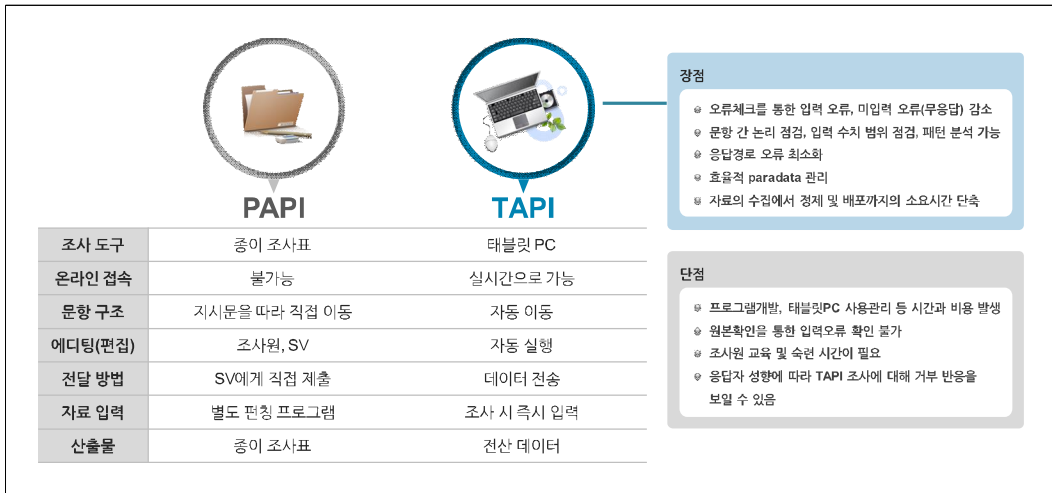 PAPI TAPI
조사 도구 종이 조사표 태블릿 PC
온라인 접속 불가능 실시간으로 가능
문항 구조 지시문을 따라 직접 이동 자동 이동
에디팅(편집) 조사원, SV 자동 실행
전달 방법 SV에게 직접 제출 데이터 전송
자료 입력 별도 펀칭 프로그램 조사 시 즉시 입력
산출물 종이 조사표 전산 데이터
장점
오류체크를 통한 입력 오류, 미입력 오류(무응답) 감소
문항 간 논리 점검, 입력 수치 범위 점검, 패턴 분석 가능
응답경로 오류 최소화
효율적 paradata 관리
자료의 수집에서 정제 및 배포까지의 소요시간 단축
단점
프로그램개발, 태블릿PC 사용관리 등 시간과 비용 발생
원본확인을 통한 입력오류 확인 불가
조사원 교육 및 숙련 시간이 필요
응답자 성향에 따라 TAPI 조사에 대해 거부 반응을
보일 수 있음